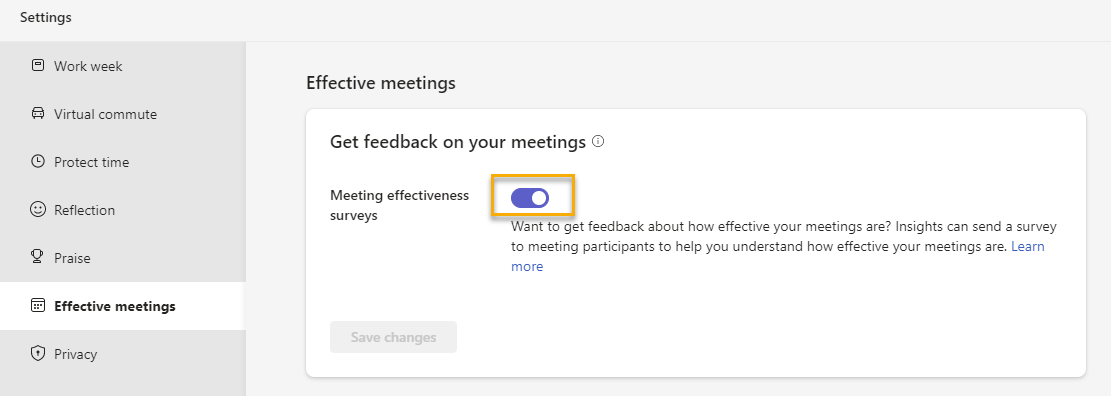 Settings
Work week
Virtual commute
Protect time
Reflection
Praise
Effective meetings
Privacy
Effective meetings
Get feedback on your meetings
Meeting effectiveness
surveys
Want to get feedback about how effective your meetings are? Insights can send a survey
to meeting participants to help you understand how effective your meetings are. Learn
more
Save changes